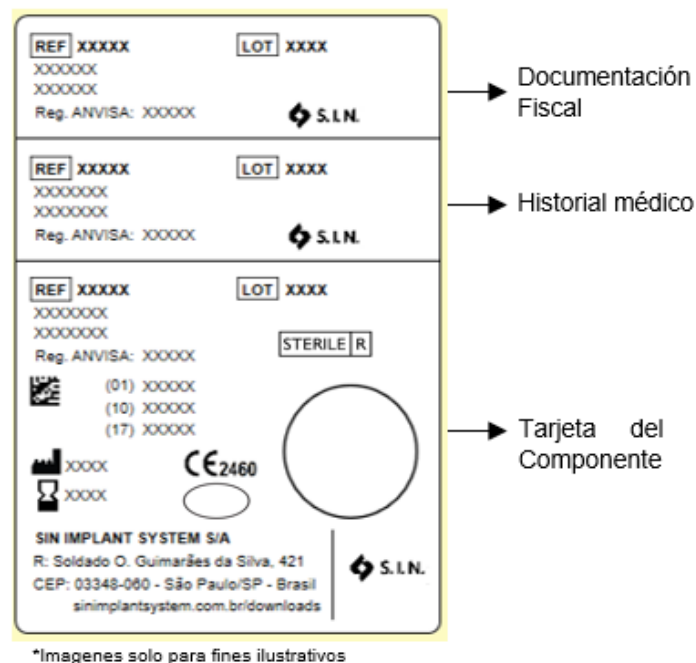 REF XXXXX LOT XXXX
XXXXXX
XXXXXX
Reg. ANVISA: XXXXX S.I.N.
Documentación
Fiscal
REF XXXXX LOT XXXX
XXXXXXX
XXXXXXX
Reg. ANVISA: XXXXX S.I.N.
Historial médico
REF XXXXX LOT XXXX
XXXXXXX
XXXXXXX
Reg. ANVISA: XXXXX
STERILE R
(01) XXXXX
(10) XXXXX
(17) XXXXX
XXXX CE2460
XXXX
Tarjeta del
Componente
SIN IMPLANT SYSTEM S/A
R: Soldado O. Guimarães da Silva, 421
CEP: 03348-060 - São Paulo/SP - Brasil
sinimplantsystem.com.br/downloads
S.I.N.
*Imagenes solo para fines ilustrativos